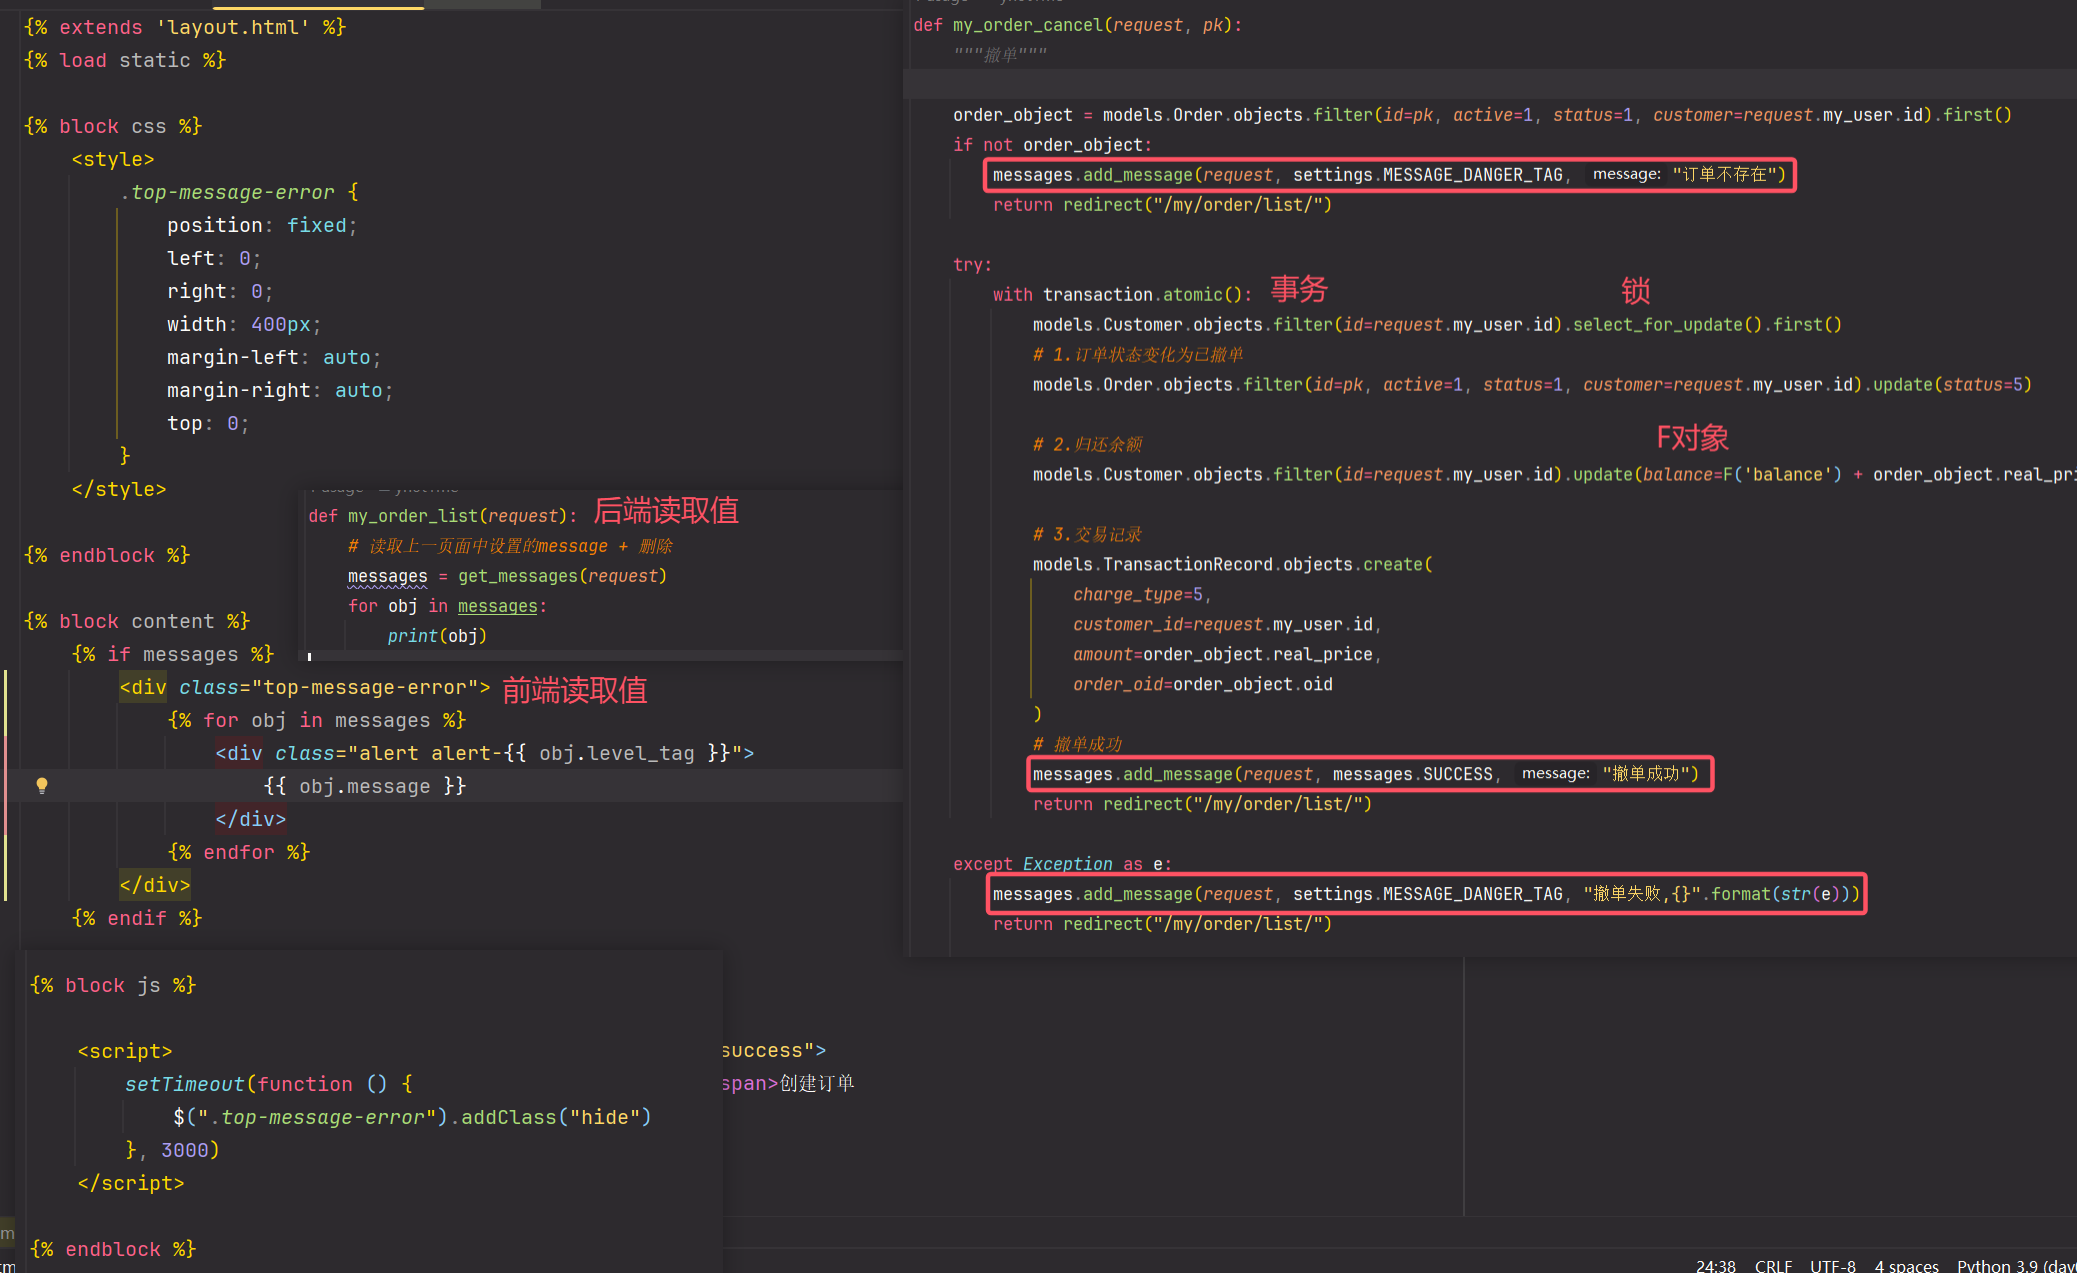 {% extends 'layout.html' %}
{% load static %}
{% block css %}
<style>
.top-message-error {
position: fixed;
left: 0;
right: 0;
width: 400px;
margin-left: auto;
margin-right: auto;
top: 0;
}
</style>
{% endblock %}
{% block content %}
{% if messages %}
<div class="top-message-error"> 前端读取值
{% for obj in messages %}
<div class="alert alert-{{ obj.level_tag }}">
{{ obj.message }}
</div>
{% endfor %}
</div>
{% endif %}
def my_order_list(request): 后端读取值
# 读取上一页面中设置的message + 删除
messages = get_messages(request)
for obj in messages:
print(obj)
{% block js %}
<script>
setTimeout(function () {
$(".top-message-error").addClass("hide")
}, 3000)
</script>
{% endblock %}
success">
span>创建订单
def my_order_cancel(request, pk):
"""撤单"""
order_object = models.Order.objects.filter(id=pk, active=1, status=1, customer=request.my_user.id).first()
if not order_object:
messages.add_message(request, settings.MESSAGE_DANGER_TAG, message: "订单不存在")
return redirect("/my/order/list/")
try:
with transaction.atomic(): 事务 锁
models.Customer.objects.filter(id=request.my_user.id).select_for_update().first()
# 1.订单状态变化为已撤单
models.Order.objects.filter(id=pk, active=1, status=1, customer=request.my_user.id).update(status=5)
# 2.归还余额 F对象
models.Customer.objects.filter(id=request.my_user.id).update(balance=F('balance') + order_object.real_pri
# 3.交易记录
models.TransactionRecord.objects.create(
charge_type=5,
customer_id=request.my_user.id,
amount=order_object.real_price,
order_oid=order_object.oid
)
# 撤单成功
messages.add_message(request, messages.SUCCESS, message: "撤单成功")
return redirect("/my/order/list/")
except Exception as e:
messages.add_message(request, settings.MESSAGE_DANGER_TAG, "撤单失败,{}".format(str(e)))
return redirect("/my/order/list/")
24:38 CRLF UTF-8 4 spaces Python 3.9 (day